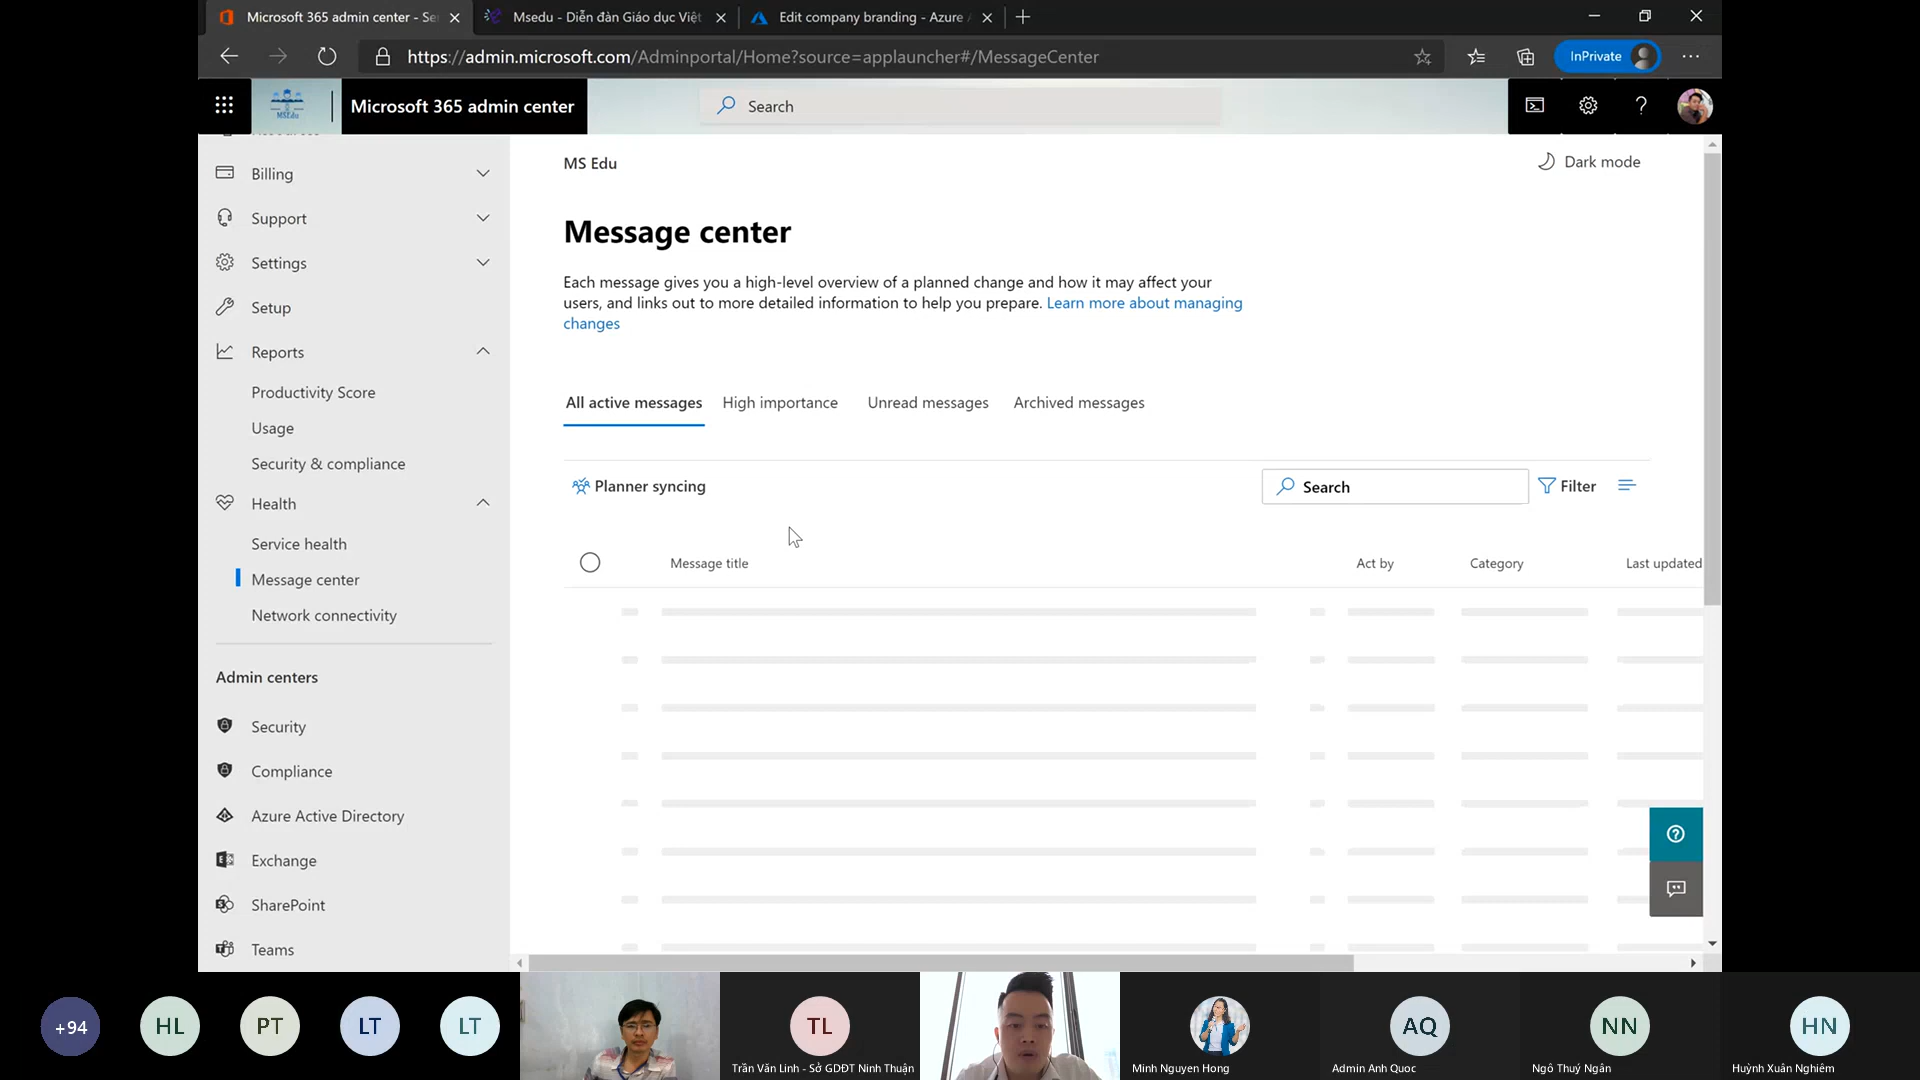 Microsoft 365 admin center - Se
Msedu - Diễn đàn Giáo dục Việt
Edit company branding - Azure A
https://admin.microsoft.com/Adminportal/Home?source=applauncher#/MessageCenter
InPrivate
MSEdu
Microsoft 365 admin center
Search
Billing
Support
Settings
Setup
Reports
Productivity Score
Usage
Security & compliance
Health
Service health
Message center
Network connectivity
Admin centers
Security
Compliance
Azure Active Directory
Exchange
SharePoint
Teams
MS Edu
Dark mode
Message center
Each message gives you a high-level overview of a planned change and how it may affect your
users, and links out to more detailed information to help you prepare. Learn more about managing
changes
All active messages
High importance
Unread messages
Archived messages
Planner syncing
Search
Filter
Message title
Act by
Category
Last updated
+94
HL
PT
LT
LT
TL
Trần Văn Linh - Sở GDĐT Ninh Thuận
Minh Nguyen Hong
AQ
Admin Anh Quoc
NN
Ngô Thuý Ngân
HN
Huỳnh Xuân Nghiêm